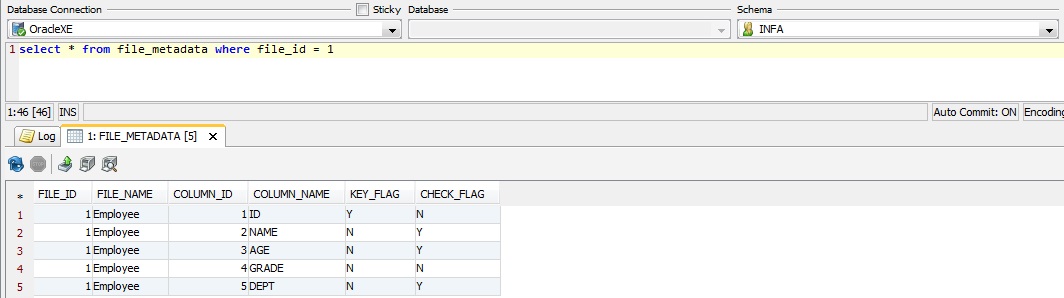 Database Connection Sticky Database Schema
OracleXE INFA
1 select * from file_metadata where file_id = 1
1:46 [46] INS Auto Commit: ON Encoding
Log 1: FILE_METADATA [5] X
* FILE_ID FILE_NAME COLUMN_ID COLUMN_NAME KEY_FLAG CHECK_FLAG
1 1 Employee 1 ID Y N
2 1 Employee 2 NAME N Y
3 1 Employee 3 AGE N Y
4 1 Employee 4 GRADE N N
5 1 Employee 5 DEPT N Y